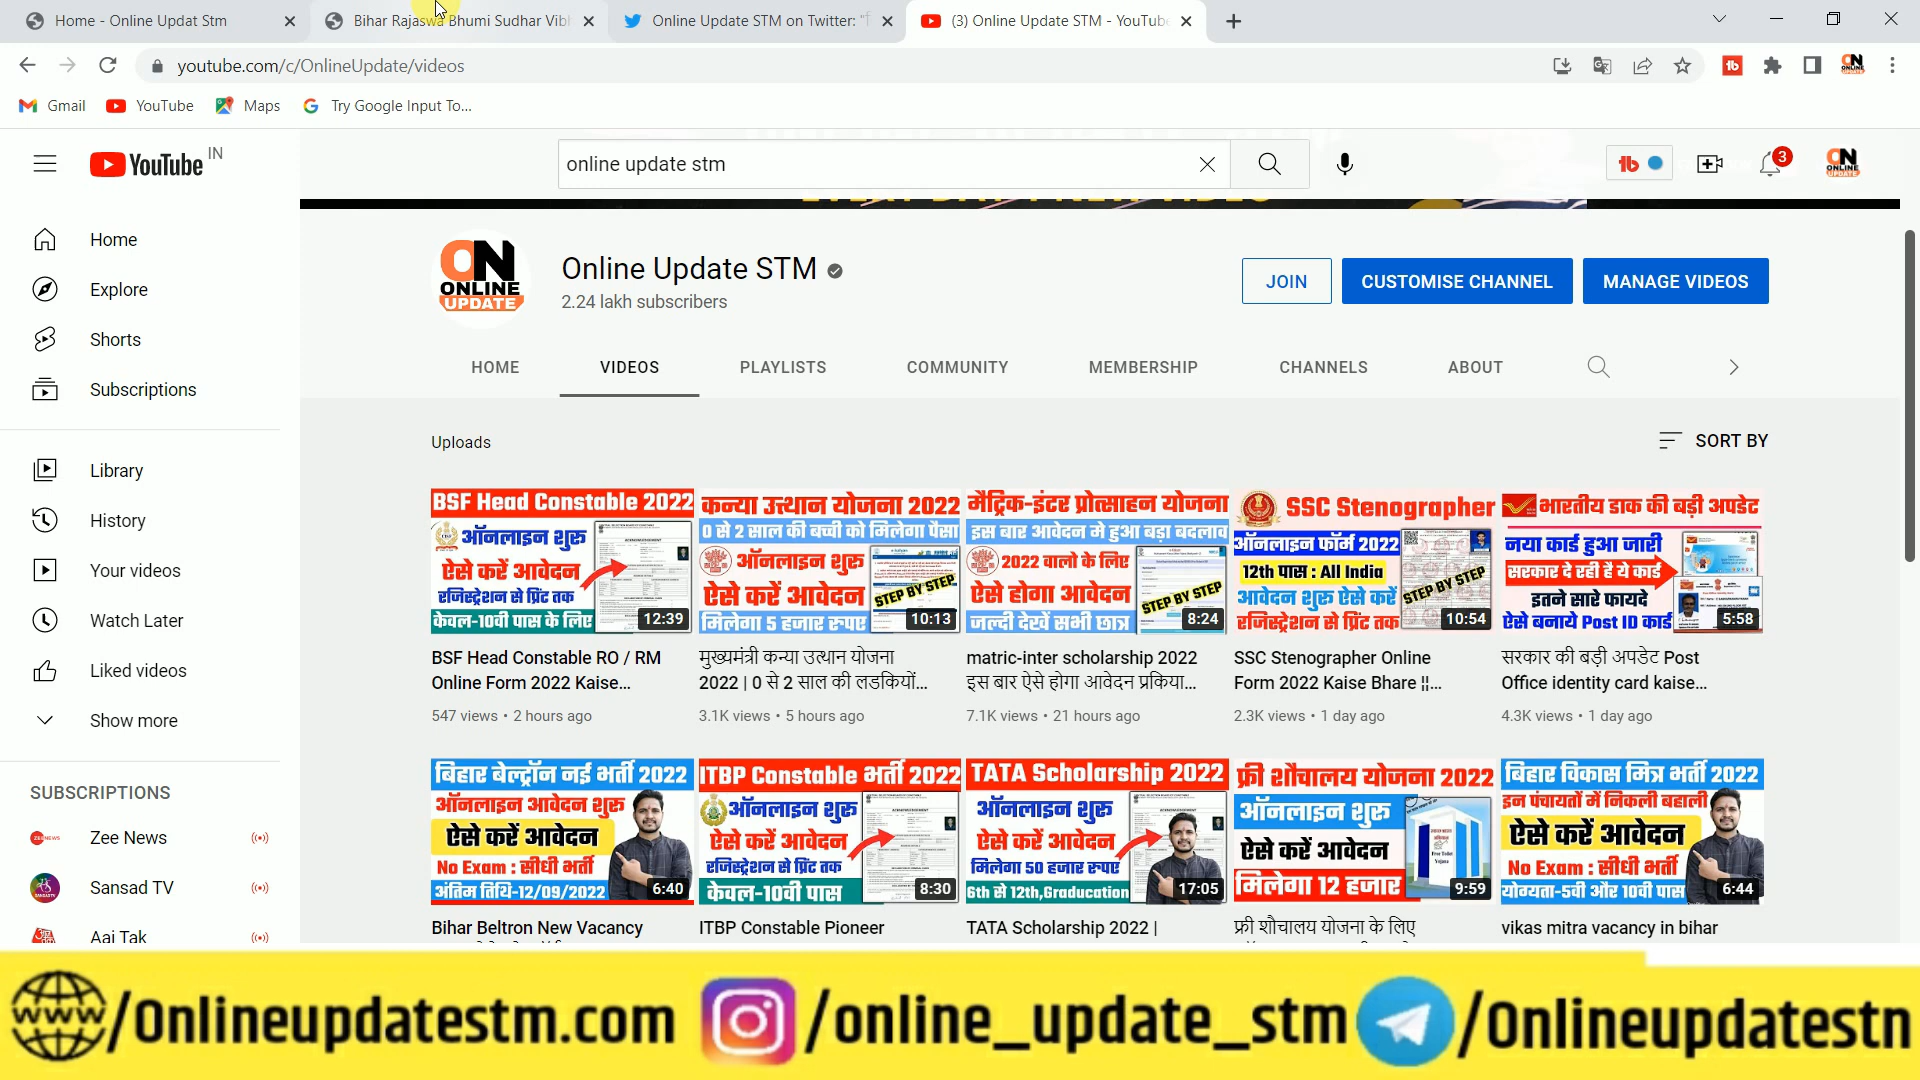 Home - Online Updat Stm
Bihar Rajaswa Bhumi Sudhar Vib
Online Update STM on Twitter: "f
(3) Online Update STM - YouTube
youtube.com/c/OnlineUpdate/videos
Gmail
YouTube
Maps
Try Google Input To...
YouTube IN
online update stm
3
Home
Explore
Shorts
Subscriptions
Library
History
Your videos
Watch Later
Liked videos
Show more
SUBSCRIPTIONS
Zee News
Sansad TV
Aaj Tak
ON
ONLINE
UPDATE
Online Update STM
2.24 lakh subscribers
JOIN
CUSTOMISE CHANNEL
MANAGE VIDEOS
HOME
VIDEOS
PLAYLISTS
COMMUNITY
MEMBERSHIP
CHANNELS
ABOUT
Uploads
SORT BY
BSF Head Constable 2022
ऑनलाइन शुरू
ऐसे करें आवेदन
रजिस्ट्रेशन से प्रिंट तक
केवल-10वी पास के लिए
12:39
BSF Head Constable RO / RM
Online Form 2022 Kaise...
547 views • 2 hours ago
कन्या उत्थान योजना 2022
0 से 2 साल की बच्ची को मिलेगा पैसा
ऑनलाइन शुरू
ऐसे करें आवेदन
मिलेगा 5 हजार रूपए
STEP BY STEP
10:13
मुख्यमंत्री कन्या उत्थान योजना
2022 | 0 से 2 साल की लडकियों...
3.1K views • 5 hours ago
मैट्रिक-इंटर प्रोत्साहन योजना
इस बार आवेदन मे हुआ बड़ा बदलाव
2022 वालो के लिए
ऐसे होगा आवेदन
जल्दी देखें सभी छात्र
STEP BY STEP
8:24
matric-inter scholarship 2022
इस बार ऐसे होगा आवेदन प्रकिया...
7.1K views • 21 hours ago
SSC Stenographer
ऑनलाइन फॉर्म 2022
12th पास : All India
आवेदन शुरू ऐसे करें
रजिस्ट्रेशन से प्रिंट तक
STEP BY STEP
10:54
SSC Stenographer Online
Form 2022 Kaise Bhare ||...
2.3K views • 1 day ago
भारतीय डाक की बड़ी अपडेट
नया कार्ड हुआ जारी
सरकार दे रही है ये कार्ड
इतने सारे फायदे
ऐसे बनाये Post ID कार्ड
5:58
सरकार की बड़ी अपडेट Post
Office identity card kaise...
4.3K views • 1 day ago
बिहार बेल्ट्रॉन नई भर्ती 2022
ऑनलाइन आवेदन शुरू
ऐसे करें आवेदन
No Exam : सीधी भर्ती
अंतिम तिथि-12/09/2022
6:40
Bihar Beltron New Vacancy
ITBP Constable भर्ती 2022
ऑनलाइन शुरू
ऐसे करें आवेदन
रजिस्ट्रेशन से प्रिंट तक
केवल-10वी पास
8:30
ITBP Constable Pioneer
TATA Scholarship 2022
ऑनलाइन शुरू
ऐसे करें आवेदन
मिलेगा 50 हजार रूपए
6th से 12th,Graducation
17:05
TATA Scholarship 2022 |
फ्री शौचालय योजना 2022
ऑनलाइन शुरू
ऐसे करें आवेदन
मिलेगा 12 हजार
9:59
फ्री शौचालय योजना के लिए
बिहार विकास मित्र भर्ती 2022
इन पंचायतों में निकली बहाली
ऐसे करें आवेदन
No Exam : सीधी भर्ती
योग्यता-5वी और 10वी पास
6:44
vikas mitra vacancy in bihar
www /Onlineupdatestm.com
/online_update_stm
/Onlineupdatestn